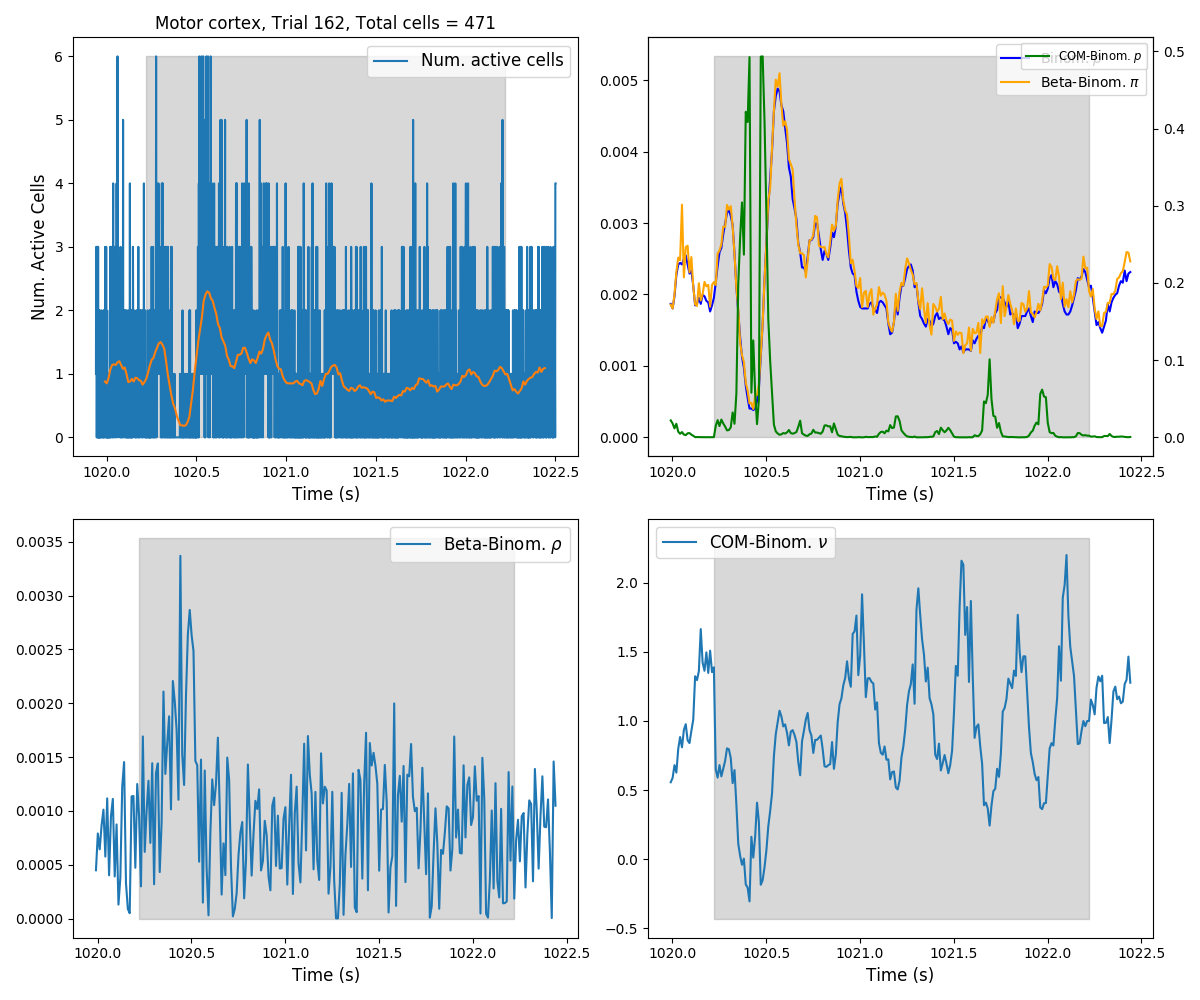 Motor cortex, Trial 162, Total cells = 471
Num. active cells
Num. Active Cells
6
5
4
3
2
1
0
1020.0 1020.5 1021.0 1021.5 1022.0 1022.5
Time (s)
COM-Binom. p
Beta-Binom. π
0.005
0.004
0.003
0.002
0.001
0.000
0.5
0.4
0.3
0.2
0.1
0.0
1020.0 1020.5 1021.0 1021.5 1022.0 1022.5
Time (s)
Beta-Binom. ρ
0.0035
0.0030
0.0025
0.0020
0.0015
0.0010
0.0005
0.0000
1020.0 1020.5 1021.0 1021.5 1022.0 1022.5
Time (s)
COM-Binom. ν
2.0
1.5
1.0
0.5
0.0
−0.5
1020.0 1020.5 1021.0 1021.5 1022.0 1022.5
Time (s)